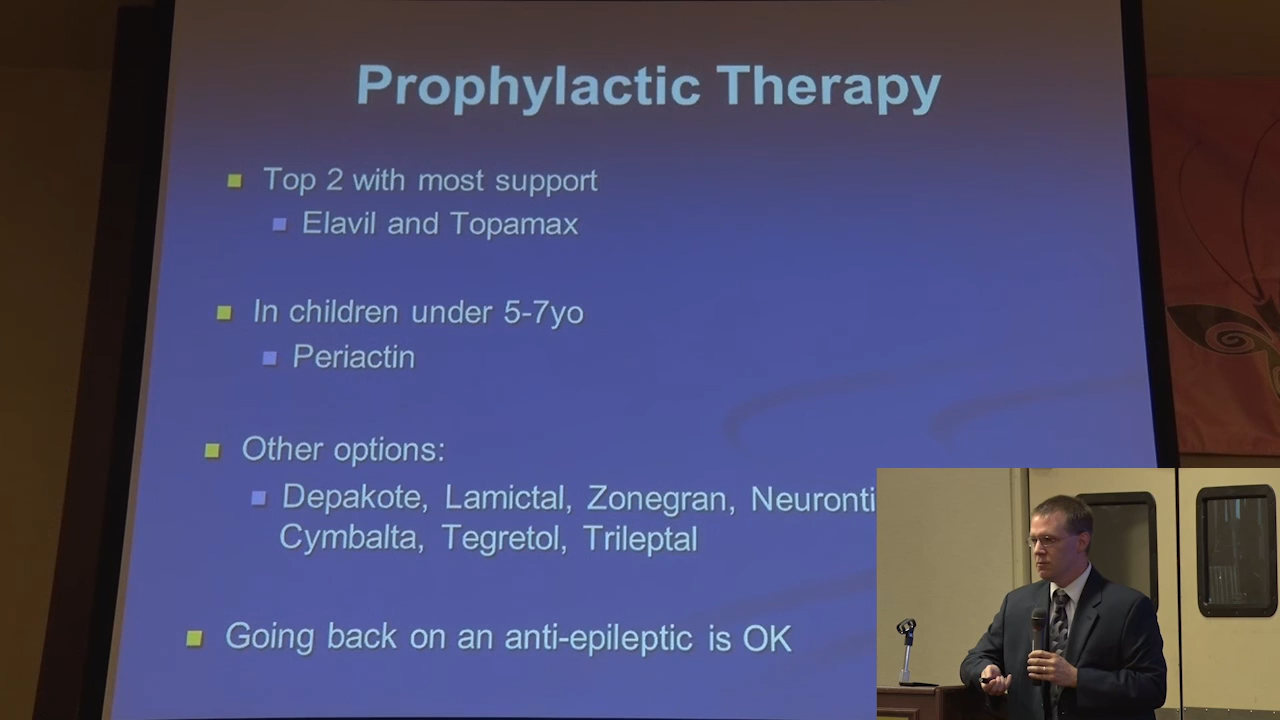 Prophylactic Therapy
Top 2 with most support
Elavil and Topamax
In children under 5-7yo
Periactin
Other options:
Depakote, Lamictal, Zonegran, Neuronti
Cymbalta, Tegretol, Trileptal
Going back on an anti-epileptic is OK